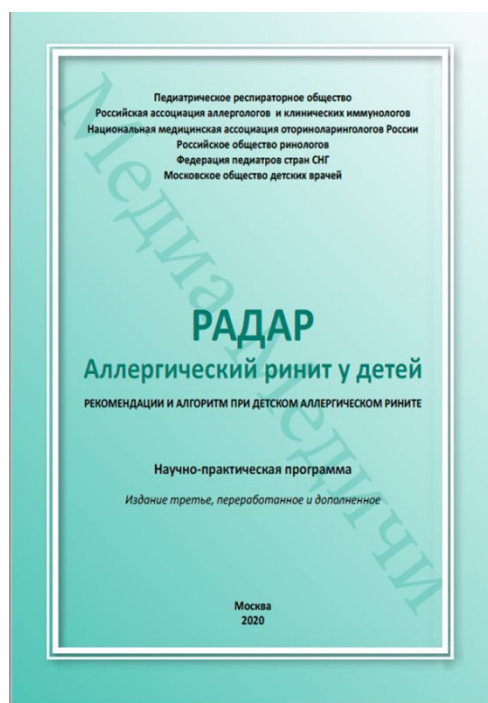 Педиатрическое респираторное общество
Российская ассоциация аллергологов и клинических иммунологов
Национальная медицинская ассоциация оториноларингологов России
Российское общество ринологов
Федерация педиатров стран СНГ
Московское общество детских врачей
Медиа Медичи
РАДАР
Аллергический ринит у детей
РЕКОМЕНДАЦИИ И АЛГОРИТМ ПРИ ДЕТСКОМ АЛЛЕРГИЧЕСКОМ РИНИТЕ
Научно-практическая программа
Издание третье, переработанное и дополненное
Москва
2020